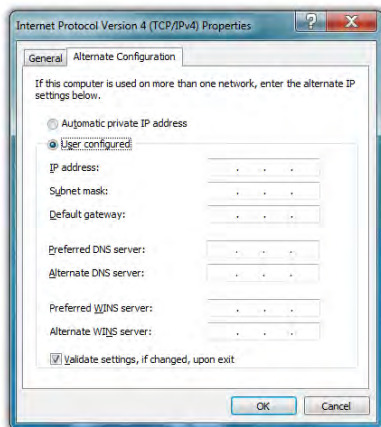 Internet Protocol Version 4 (TCP/IPv4) Properties
General
Alternate Configuration
If this computer is used on more than one network, enter the alternate IP
settings below.
Automatic private IP address
User configured
IP address:
Subnet mask:
Default gateway:
Preferred DNS server:
Alternate DNS server:
Preferred WINS server:
Alternate WINS server:
Validate settings, if changed, upon exit
OK
Cancel